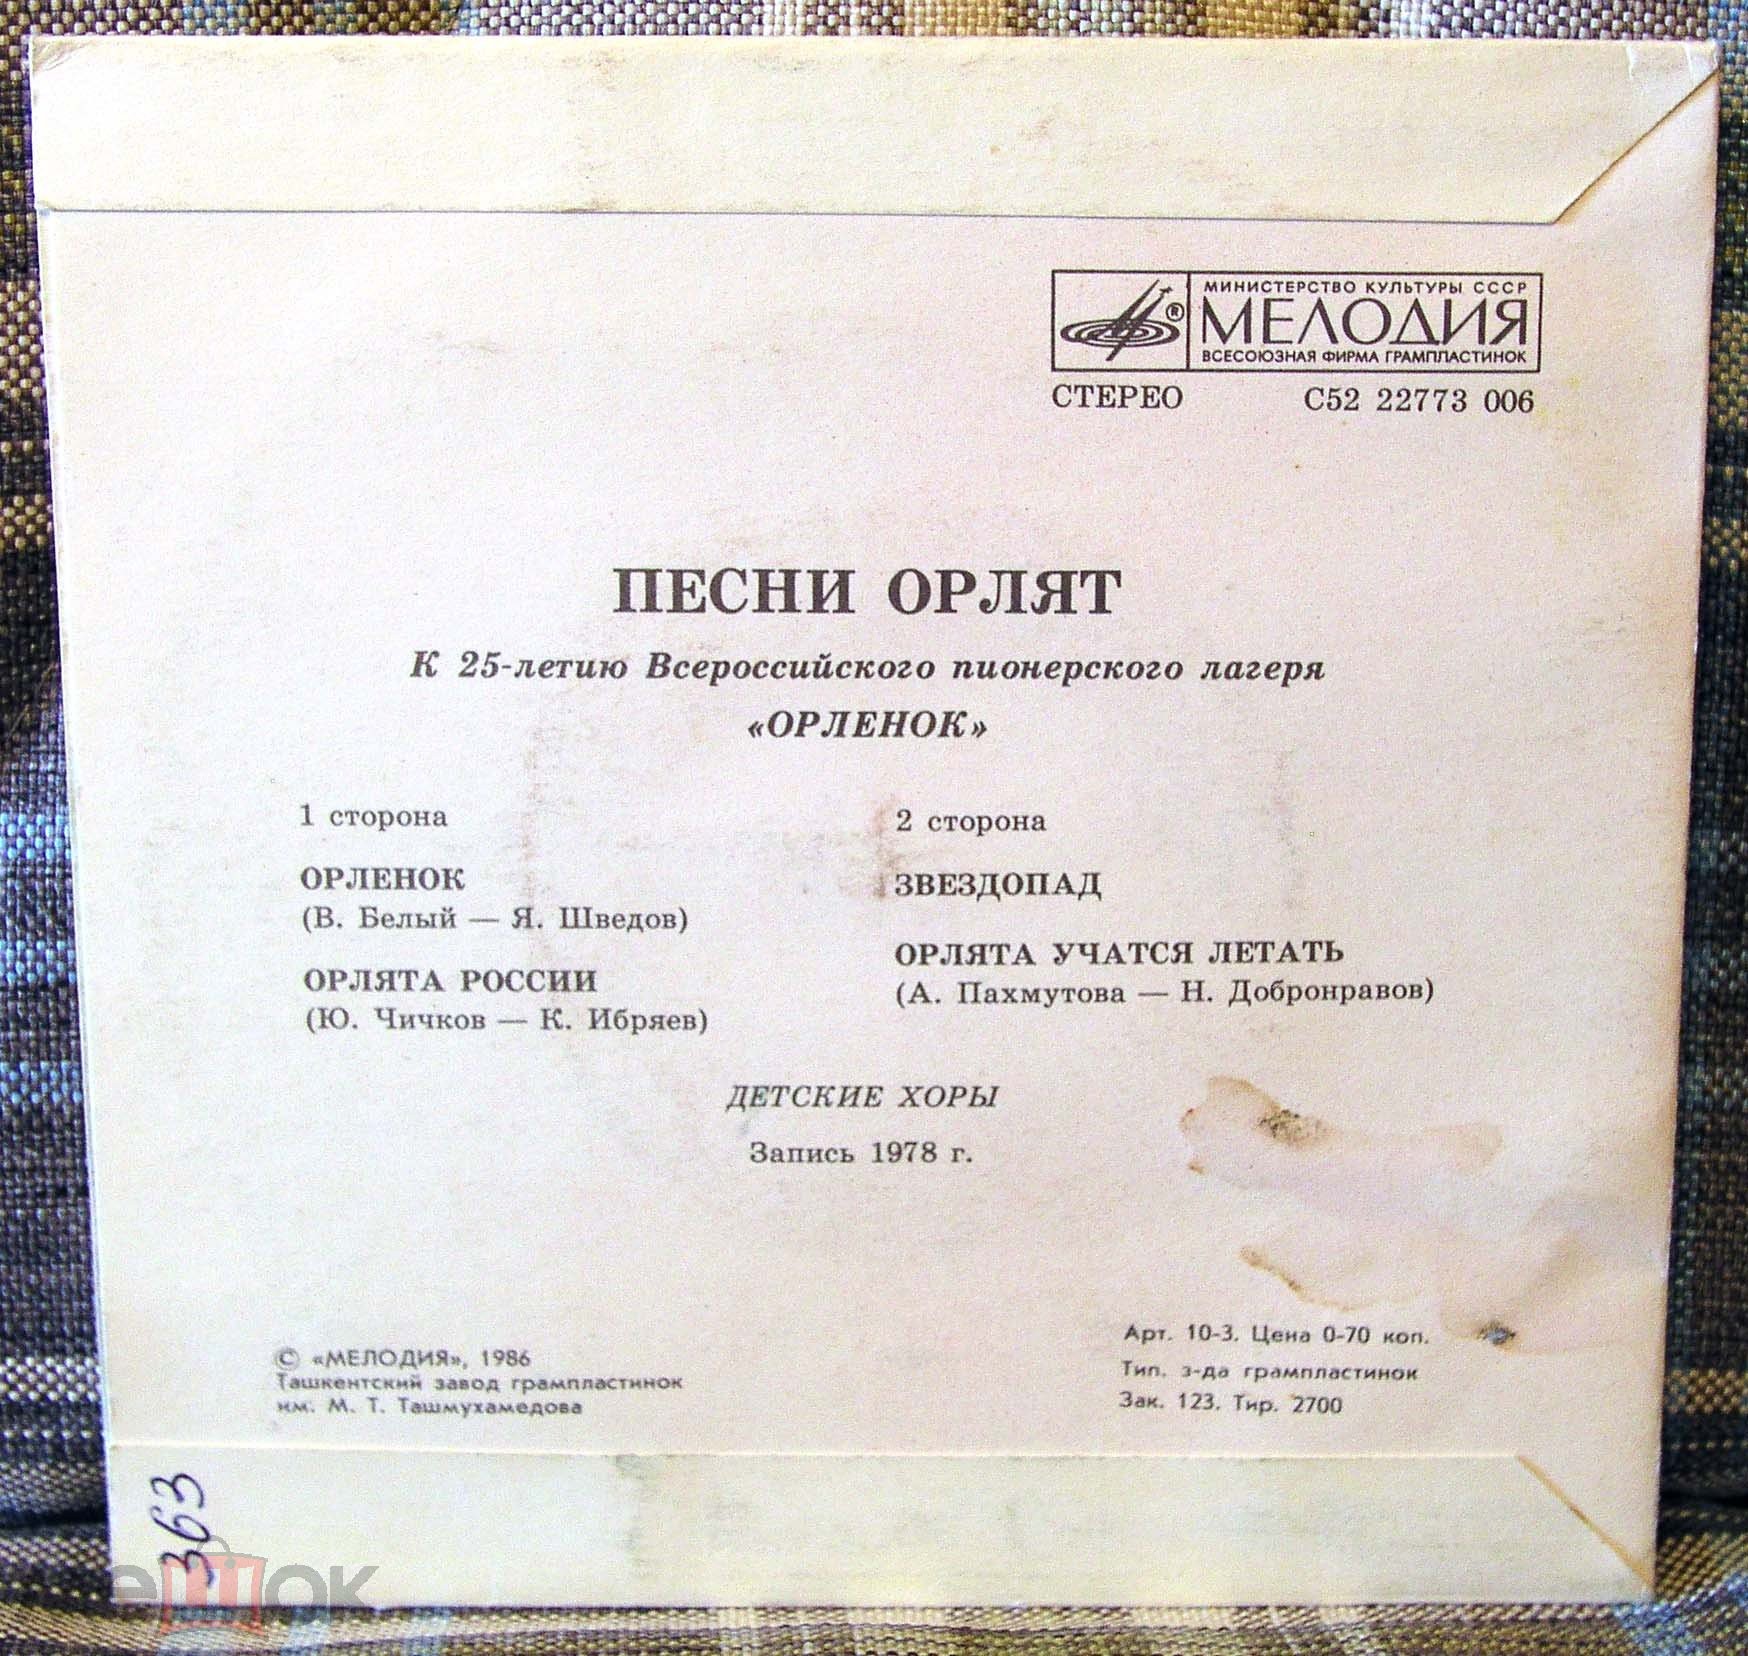 МИНИСТЕРСТВО КУЛЬТУРЫ СССР
МЕЛОДИЯ
®
ВСЕСОЮЗНАЯ ФИРМА ГРАМПЛАСТИНОК
СТЕРЕО С52 22773 006
ПЕСНИ ОРЛЯТ
К 25-летию Всероссийского пионерского лагеря
«ОРЛЕНОК»
1 сторона
ОРЛЕНОК
(В. Белый — Я. Шведов)
ОРЛЯТА РОССИИ
(Ю. Чичков — К. Ибряев)
2 сторона
ЗВЕЗДОПАД
ОРЛЯТА УЧАТСЯ ЛЕТАТЬ
(А. Пахмутова — Н. Добронравов)
ДЕТСКИЕ ХОРЫ
Запись 1978 г.
© «МЕЛОДИЯ», 1986
Ташкентский завод грампластинок
им. М. Т. Ташмухамедова
Арт. 10-3. Цена 0-70 коп.
Тип. з-да грампластинок
Зак. 123. Тир. 2700
363
ешок